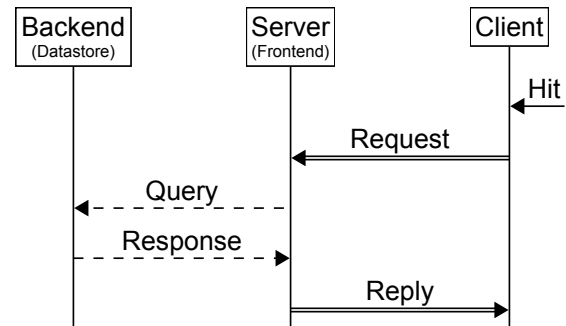 Backend
(Datastore)
Server
(Frontend)
Client
Hit
Request
Query
Response
Reply